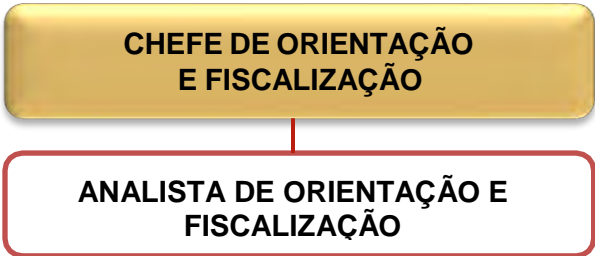 CHEFE DE ORIENTAÇÃO
E FISCALIZAÇÃO
ANALISTA DE ORIENTAÇÃO E
FISCALIZAÇÃO